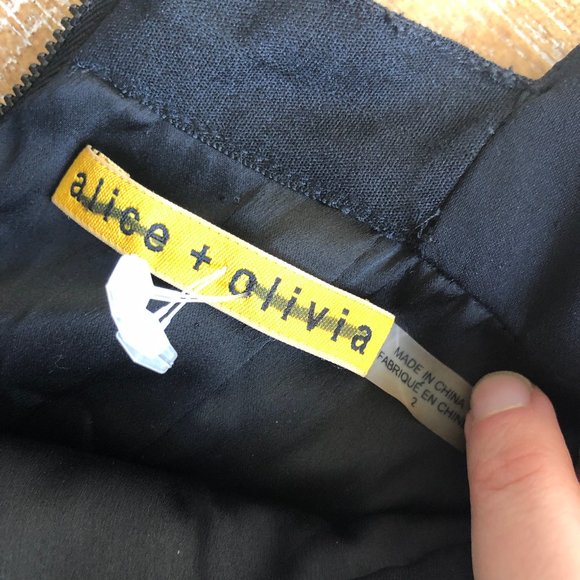 alice + olivia
MADE IN CHINA
FABRIQUÉ EN CHINE
2